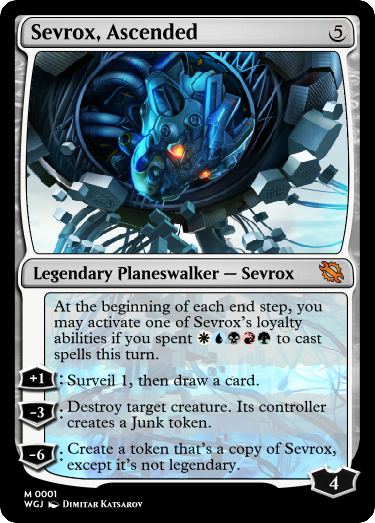 Sevrox, Ascended 5
Legendary Planeswalker — Sevrox
At the beginning of each end step, you
may activate one of Sevrox's loyalty
abilities if you spent to cast
spells this turn.
+1: Surveil 1, then draw a card.
-3: Destroy target creature. Its controller
creates a Junk token.
-6: Create a token that's a copy of Sevrox,
except it's not legendary.
4
M 0001
WGJ Dimitar Katsarov